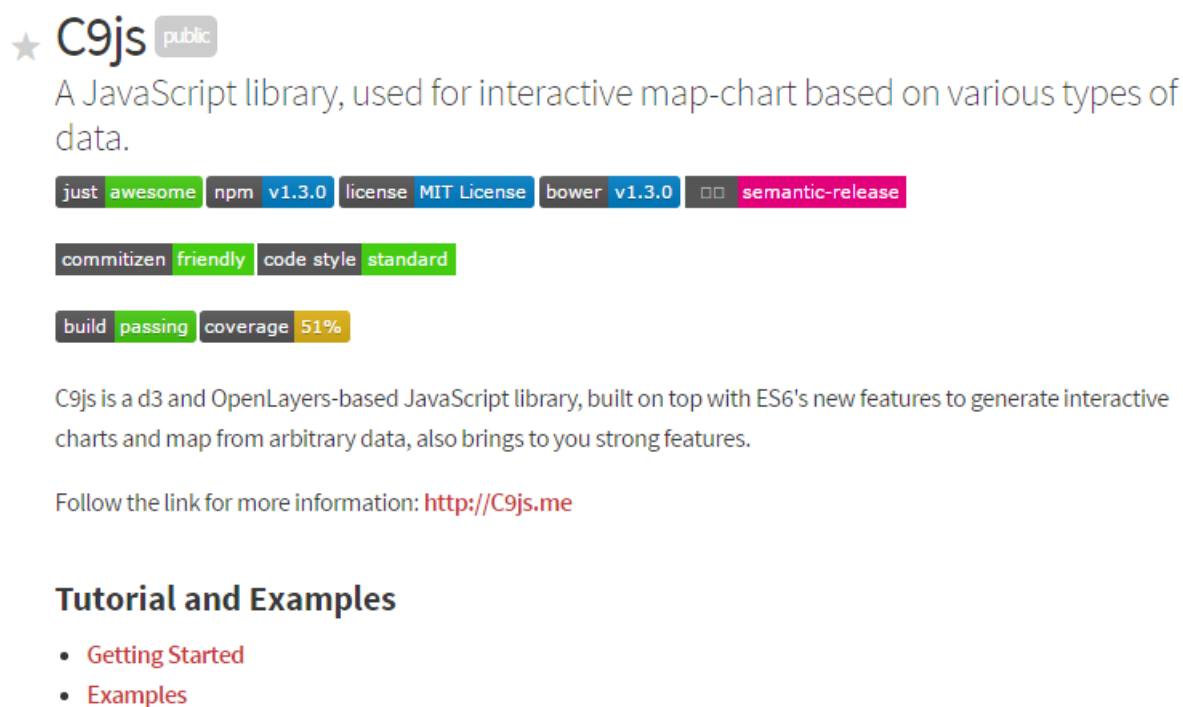 C9js public
A JavaScript library, used for interactive map-chart based on various types of
data.
just awesome npm v1.3.0 license MIT License bower v1.3.0 semantic-release
commitizen friendly code style standard
build passing coverage 51%
C9js is a d3 and OpenLayers-based JavaScript library, built on top with ES6's new features to generate interactive
charts and map from arbitrary data, also brings to you strong features.
Follow the link for more information: http://C9js.me
Tutorial and Examples
• Getting Started
• Examples